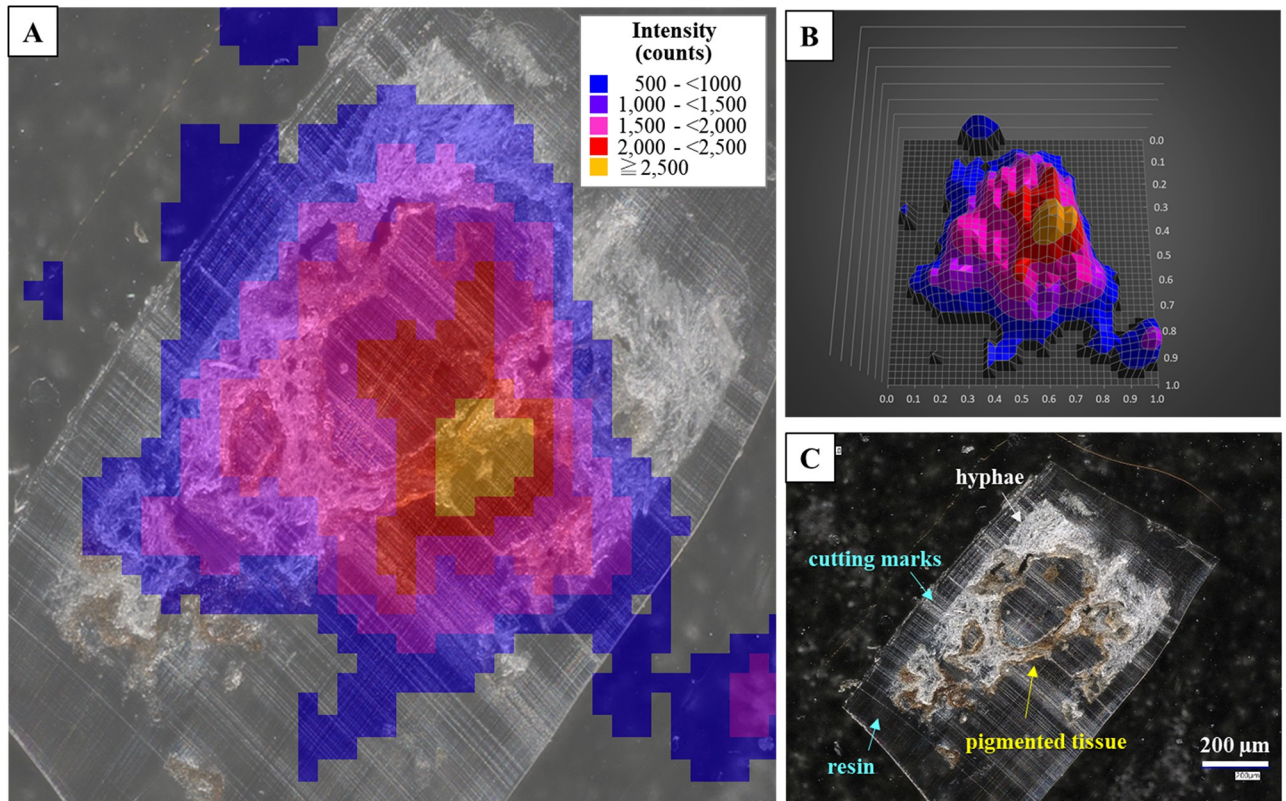 A
Intensity
(counts)
500 - <1000
1,000 - <1,500
1,500 - <2,000
2,000 - <2,500
≧ 2,500
B
0.0
0.1
0.2
0.3
0.4
0.5
0.6
0.7
0.8
0.9
1.0
0.0 0.1 0.2 0.3 0.4 0.5 0.6 0.7 0.8 0.9 1.0
C
hyphae
cutting marks
pigmented tissue
resin
200 µm
200µm